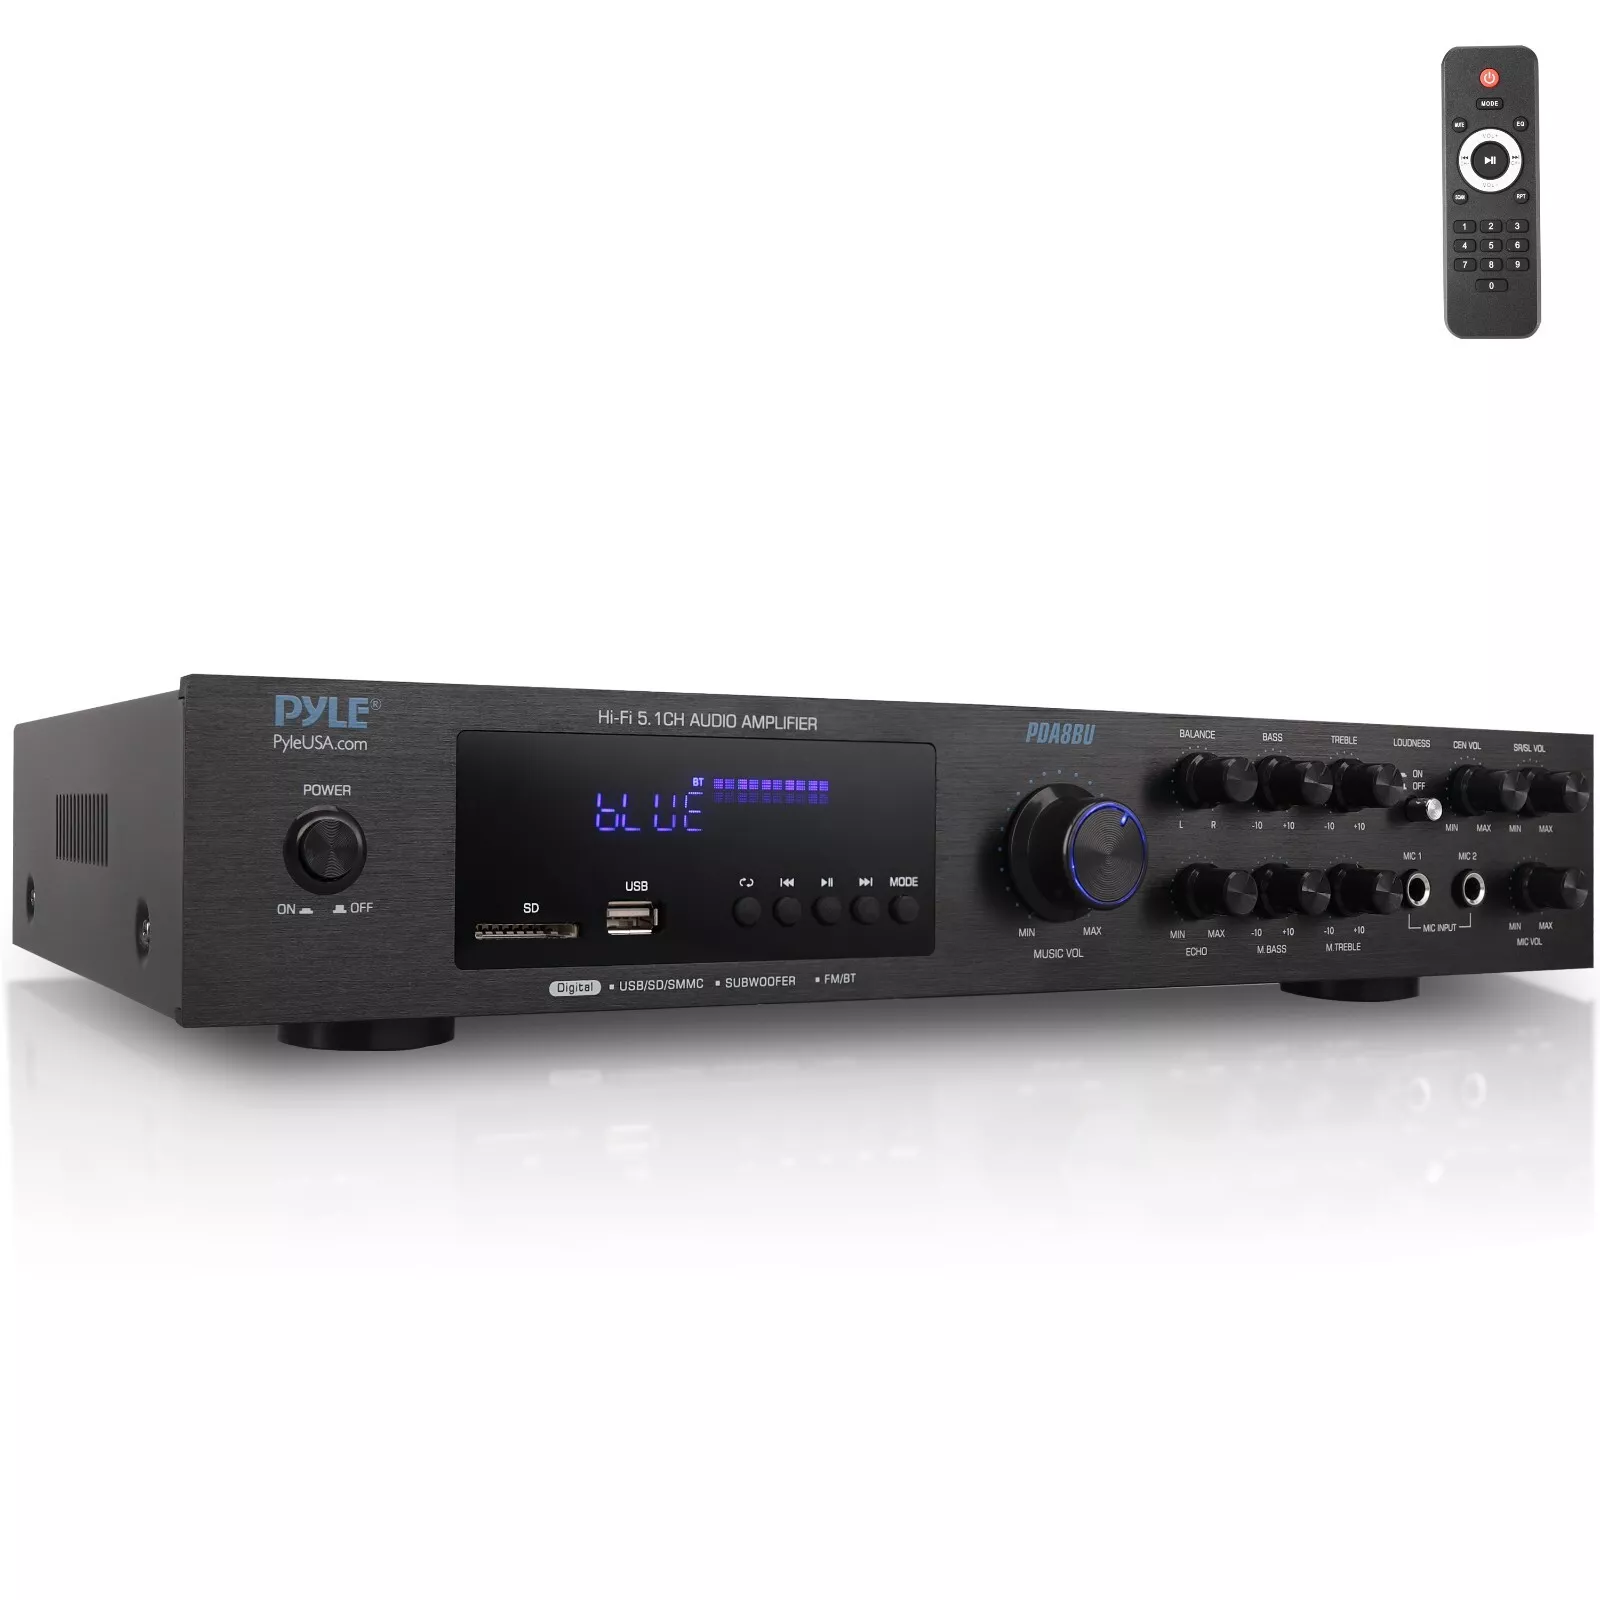 MODE
MUTE EQ
VOL+
VOL-
SCAN RPT
1 2 3
4 5 6
7 8 9
0
PYLE®
PyleUSA.com
POWER
ON OFF
Hi-Fi 5.1CH AUDIO AMPLIFIER
BT
bLUE
SD
USB
MODE
Digital ▪ USB/SD/SMMC ▪ SUBWOOFER ▪ FM/BT
PDA8BU
MIN MAX
MUSIC VOL
BALANCE BASS TREBLE LOUDNESS CEN VOL SR/SL VOL
ON
OFF
L R -10 +10 -10 +10 MIN MAX MIN MAX
MIC 1 MIC 2
MIN MAX -10 +10 -10 +10 MIC INPUT MIN MAX
ECHO M.BASS M.TREBLE MIC VOL